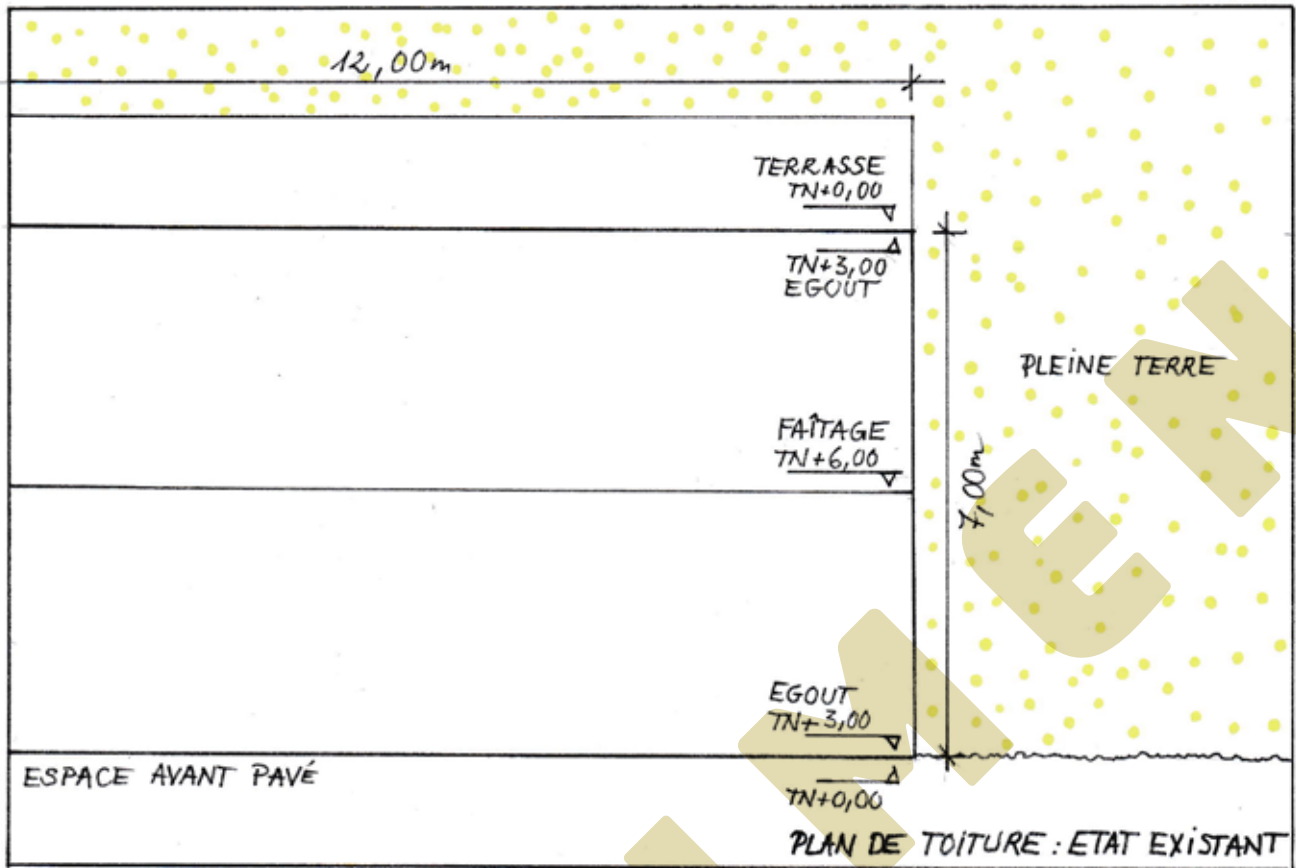 12,00m
TERRASSE
TN+0,00
TN+3,00
EGOUT
PLEINE TERRE
FAÎTAGE
TN+6,00
7,00m
EGOUT
TN+3,00
ESPACE AVANT PAVÉ
TN+0,00
PLAN DE TOITURE : ETAT EXISTANT
MEN